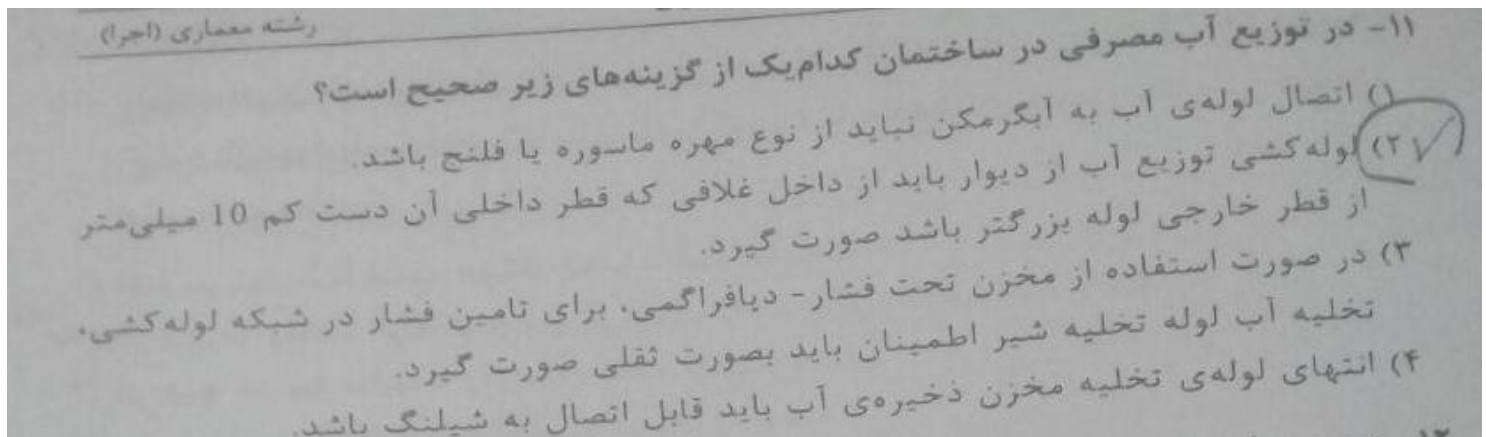 رشته معماری (اجرا)
۱۱- در توزیع آب مصرفی در ساختمان کدام‌یک از گزینه‌های زیر صحیح است؟
۱) اتصال لوله‌ی آب به آبگرمکن نباید از نوع مهره ماسوره یا فلنج باشد.
۲) لوله‌کشی توزیع آب از دیوار باید از داخل غلافی که قطر داخلی آن دست کم 10 میلی‌متر
از قطر خارجی لوله بزرگتر باشد صورت گیرد.
۳) در صورت استفاده از مخزن تحت فشار- دیافراگمی، برای تامین فشار در شبکه لوله‌کشی،
تخلیه آب لوله تخلیه شیر اطمینان باید بصورت ثقلی صورت گیرد.
۴) انتهای لوله‌ی تخلیه مخزن ذخیره‌ی آب باید قابل اتصال به شیلنگ باشد.